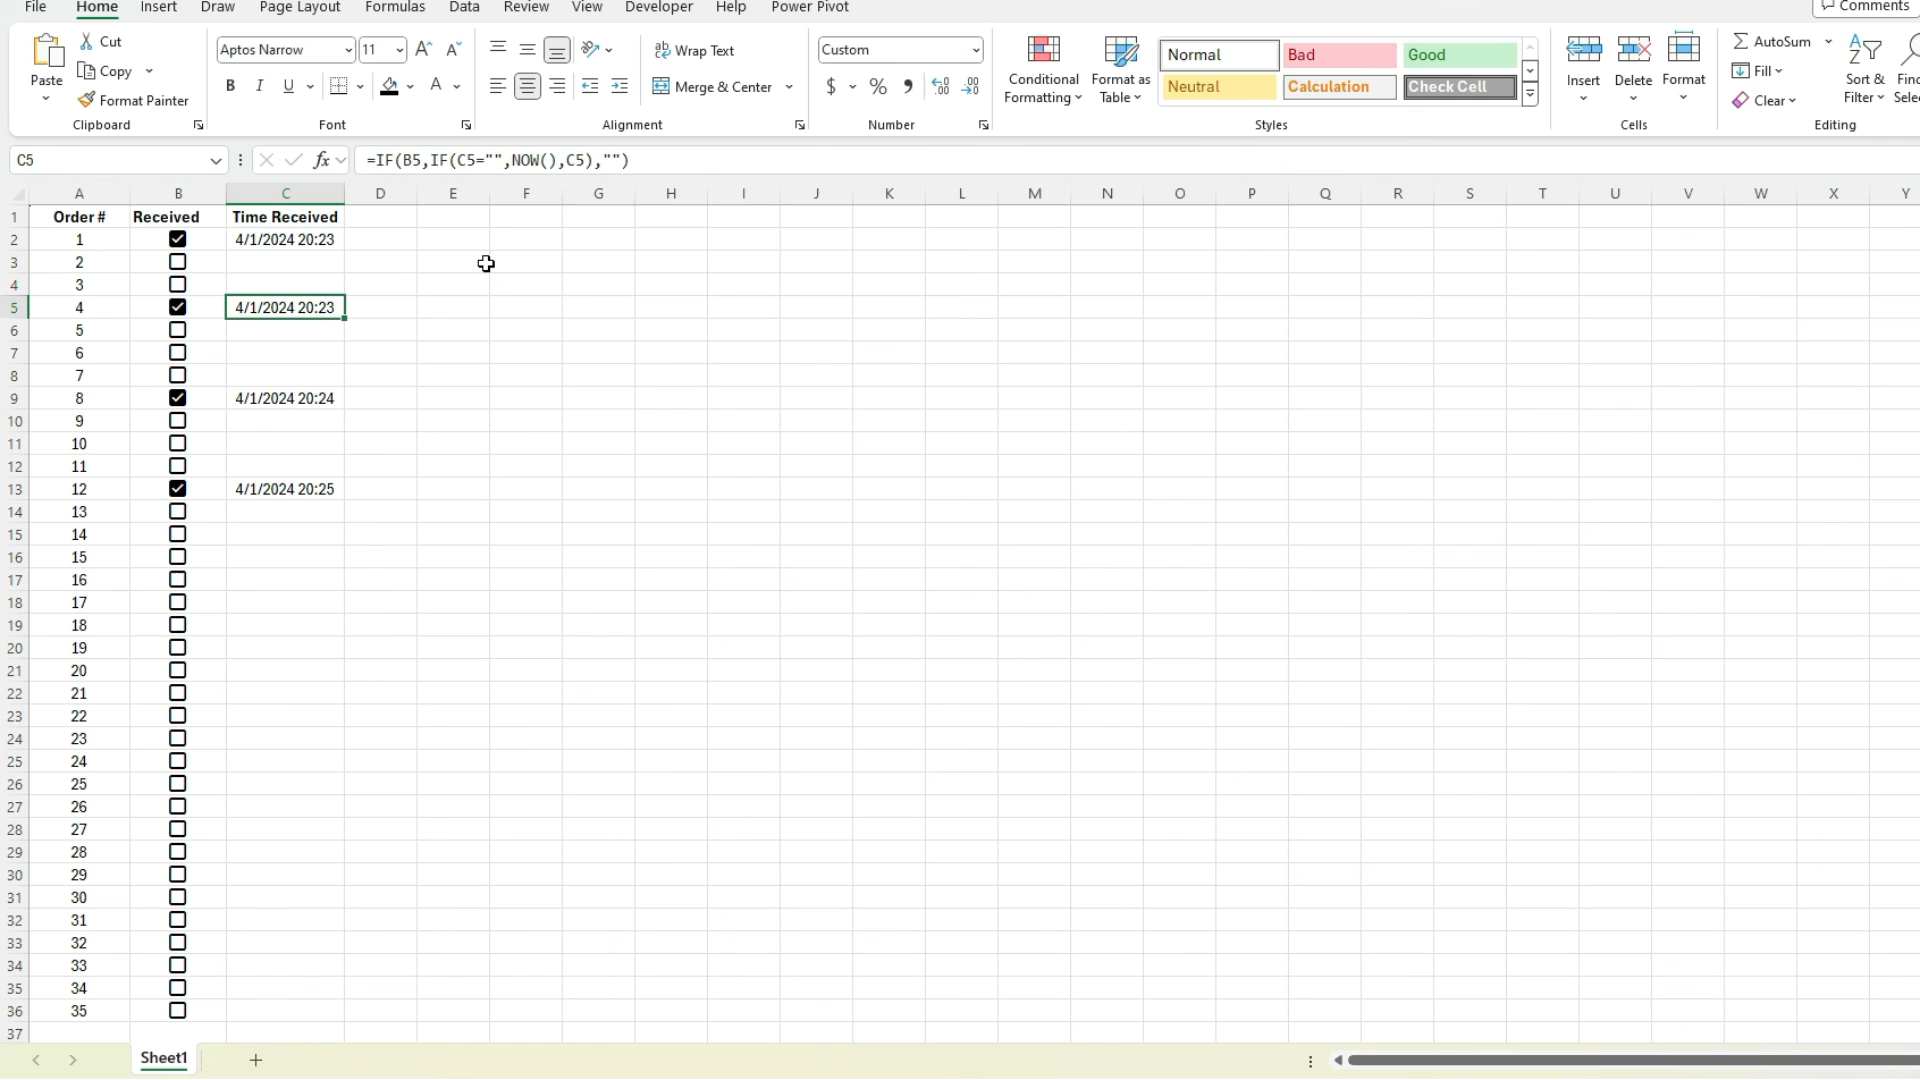 File Home Insert Draw Page Layout Formulas Data Review View Developer Help Power Pivot Comments
Paste
Cut
Copy
Format Painter
Clipboard
Aptos Narrow 11
B I U
Font
Wrap Text
Merge & Center
Alignment
Custom
$ % ,
Number
Conditional
Formatting
Format as
Table
Normal Bad Good
Neutral Calculation Check Cell
Styles
Insert Delete Format
Cells
AutoSum
Fill
Clear
Sort &
Filter
Editing
C5 fx =IF(B5,IF(C5="",NOW(),C5),"")
A B C D E F G H I J K L M N O P Q R S T U V W X Y
1 Order # Received Time Received
2 1 4/1/2024 20:23
3 2
4 3
5 4 4/1/2024 20:23
6 5
7 6
8 7
9 8 4/1/2024 20:24
10 9
11 10
12 11
13 12 4/1/2024 20:25
14 13
15 14
16 15
17 16
18 17
19 18
20 19
21 20
22 21
23 22
24 23
25 24
26 25
27 26
28 27
29 28
30 29
31 30
32 31
33 32
34 33
35 34
36 35
37
Sheet1